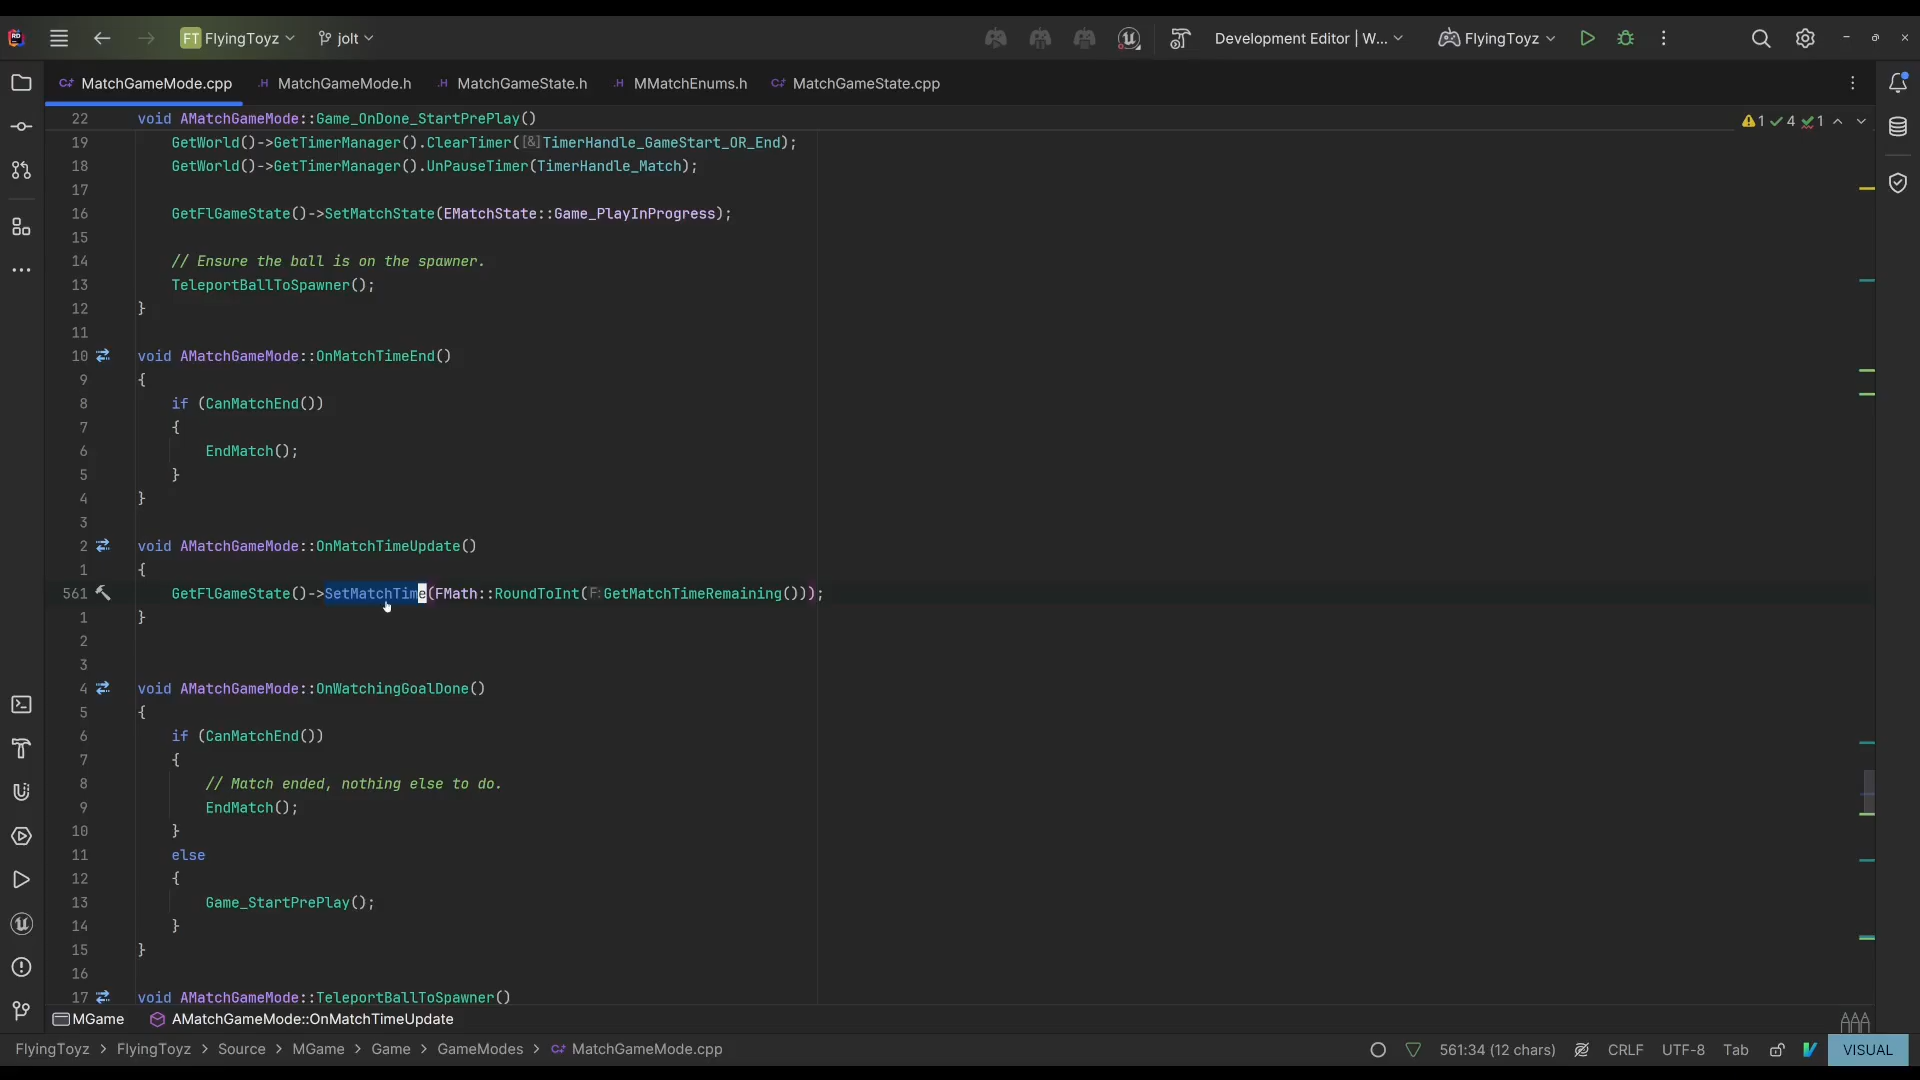 FT FlyingToyz jolt Development Editor | W... FlyingToyz
MatchGameMode.cpp MatchGameMode.h MatchGameState.h MMatchEnums.h MatchGameState.cpp
22 void AMatchGameMode::Game_OnDone_StartPrePlay() 1 4 1
19 GetWorld()->GetTimerManager().ClearTimer([&]TimerHandle_GameStart_OR_End);
18 GetWorld()->GetTimerManager().UnPauseTimer(TimerHandle_Match);
17
16 GetFlGameState()->SetMatchState(EMatchState::Game_PlayInProgress);
15
14 // Ensure the ball is on the spawner.
13 TeleportBallToSpawner();
12 }
11
10 void AMatchGameMode::OnMatchTimeEnd()
9 {
8 if (CanMatchEnd())
7 {
6 EndMatch();
5 }
4 }
3
2 void AMatchGameMode::OnMatchTimeUpdate()
1 {
561 GetFlGameState()->SetMatchTime(FMath::RoundToInt(F:GetMatchTimeRemaining()));
1 }
2
3
4 void AMatchGameMode::OnWatchingGoalDone()
5 {
6 if (CanMatchEnd())
7 {
8 // Match ended, nothing else to do.
9 EndMatch();
10 }
11 else
12 {
13 Game_StartPrePlay();
14 }
15 }
16
17 void AMatchGameMode::TeleportBallToSpawner()
MGame AMatchGameMode::OnMatchTimeUpdate
FlyingToyz > FlyingToyz > Source > MGame > Game > GameModes > MatchGameMode.cpp 561:34 (12 chars) CRLF UTF-8 Tab VISUAL